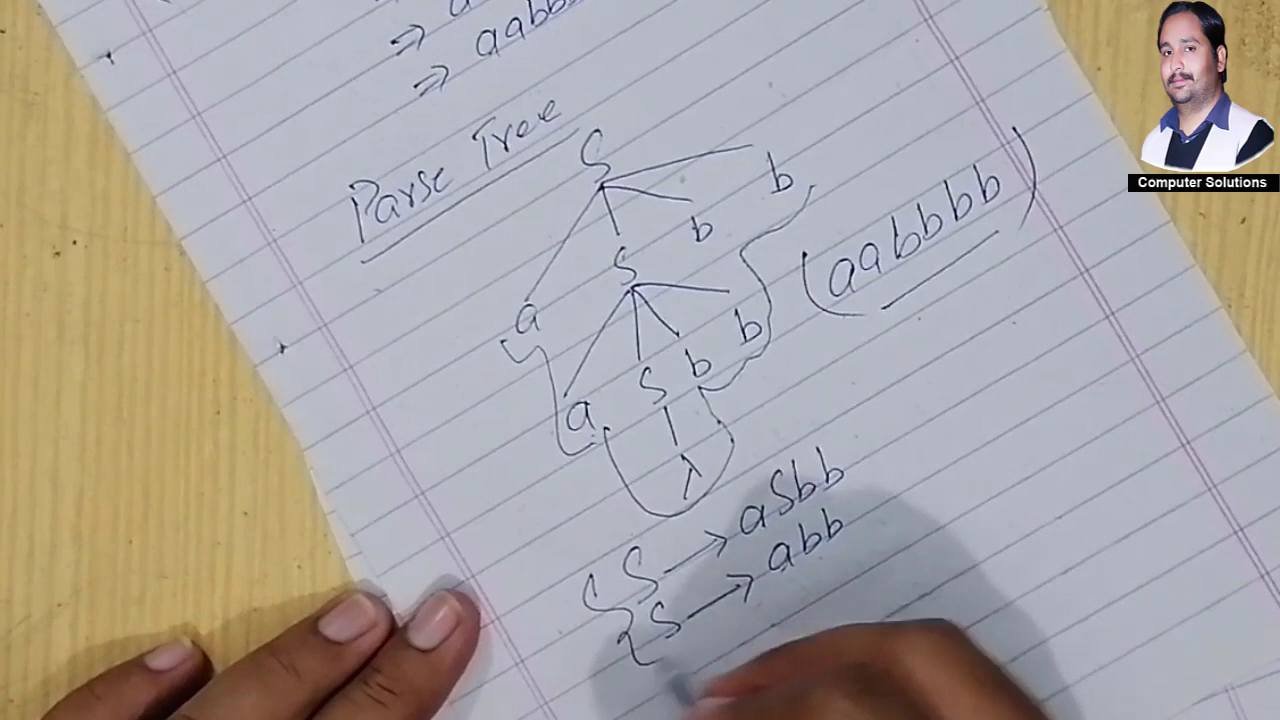 ⇒ a
⇒ aabb
Parse Tree
S
a S b b
a S b b
λ
(aabbbb)
S → aSbb
S → abb
Computer Solutions